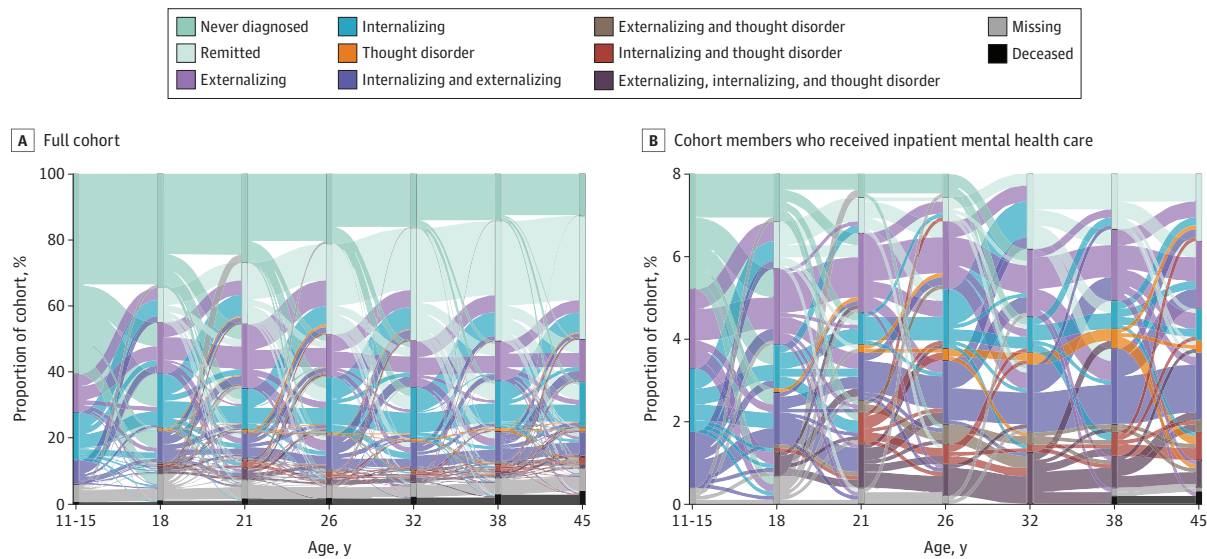 Never diagnosed
Remitted
Externalizing
Internalizing
Thought disorder
Internalizing and externalizing
Externalizing and thought disorder
Internalizing and thought disorder
Externalizing, internalizing, and thought disorder
Missing
Deceased
A Full cohort
Proportion of cohort, %
100
80
60
40
20
0
11-15 18 21 26 32 38 45
Age, y
B Cohort members who received inpatient mental health care
Proportion of cohort, %
8
6
4
2
0
11-15 18 21 26 32 38 45
Age, y